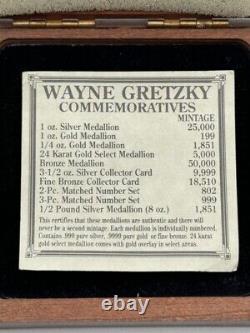 WAYNE GRETZKY
COMMEMORATIVES
MINTAGE
1 oz. Silver Medallion 25,000
1 oz. Gold Medallion 199
1/4 oz. Gold Medallion 1,851
24 Karat Gold Select Medallion 5,000
Bronze Medallion 50,000
3-1/2 oz. Silver Collector Card 9,999
Fine Bronze Collector Card 18,510
2-Pc. Matched Number Set 802
3-Pc. Matched Number Set 999
1/2 Pound Silver Medallion (8 oz.) 1,851
This certifies that these medallions are authentic and there will
never be a second mintage. Each medallion is individually numbered.
Contains .999 pure silver, .9999 pure gold or fine bronze. 24 karat
gold select medallion comes with gold overlay in select areas.